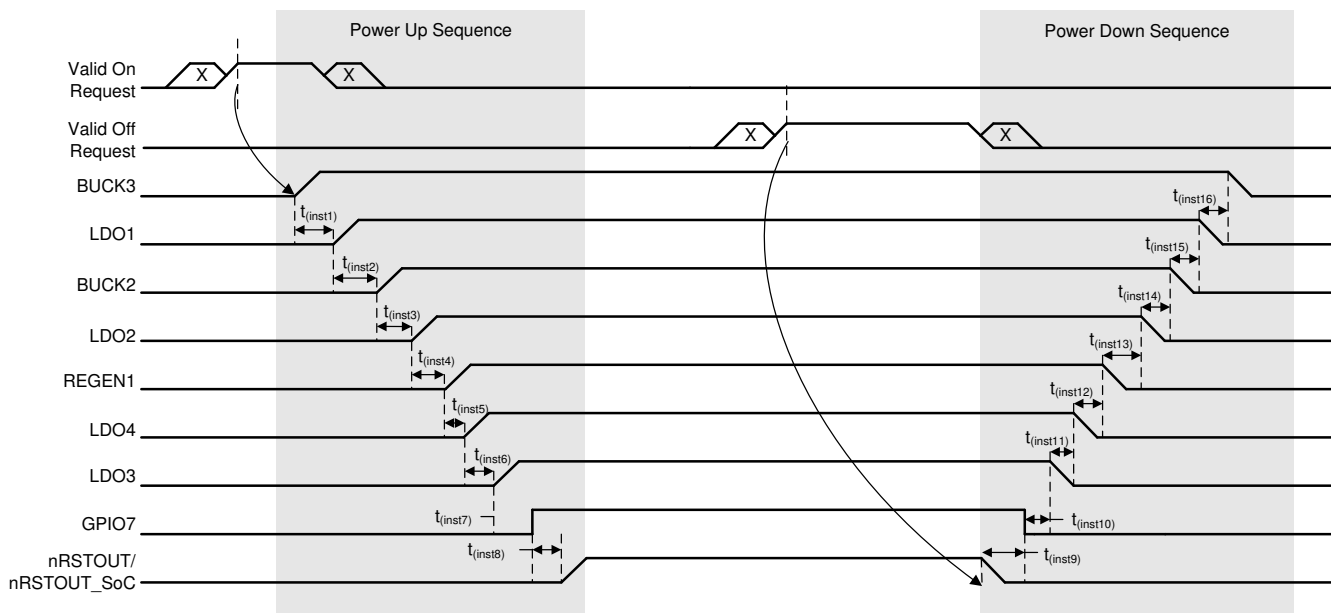 Power Up Sequence
Power Down Sequence
Valid On
Request
X
X
Valid Off
Request
X
X
BUCK3
t(inst1)
t(inst16)
LDO1
t(inst2)
t(inst15)
BUCK2
t(inst3)
t(inst14)
LDO2
t(inst4)
t(inst13)
REGEN1
t(inst5)
t(inst12)
LDO4
t(inst6)
t(inst11)
LDO3
t(inst7)
t(inst10)
GPIO7
t(inst8)
t(inst9)
nRSTOUT/
nRSTOUT_SoC